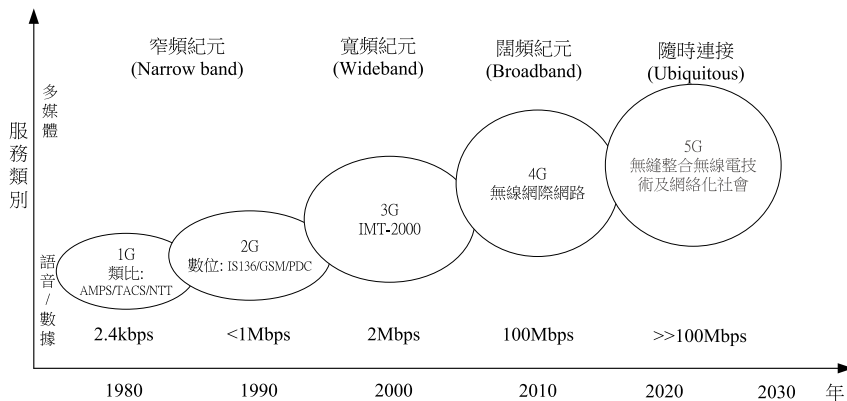 窄頻紀元
(Narrow band)
寬頻紀元
(Wideband)
闊頻紀元
(Broadband)
隨時連接
(Ubiquitous)
服務類別
多媒體
語音/數據
1G
類比:
AMPS/TACS/NTT
2G
數位: IS136/GSM/PDC
3G
IMT-2000
4G
無線網際網路
5G
無縫整合無線電技
術及網絡化社會
2.4kbps
<1Mbps
2Mbps
100Mbps
>>100Mbps
1980
1990
2000
2010
2020
2030
年